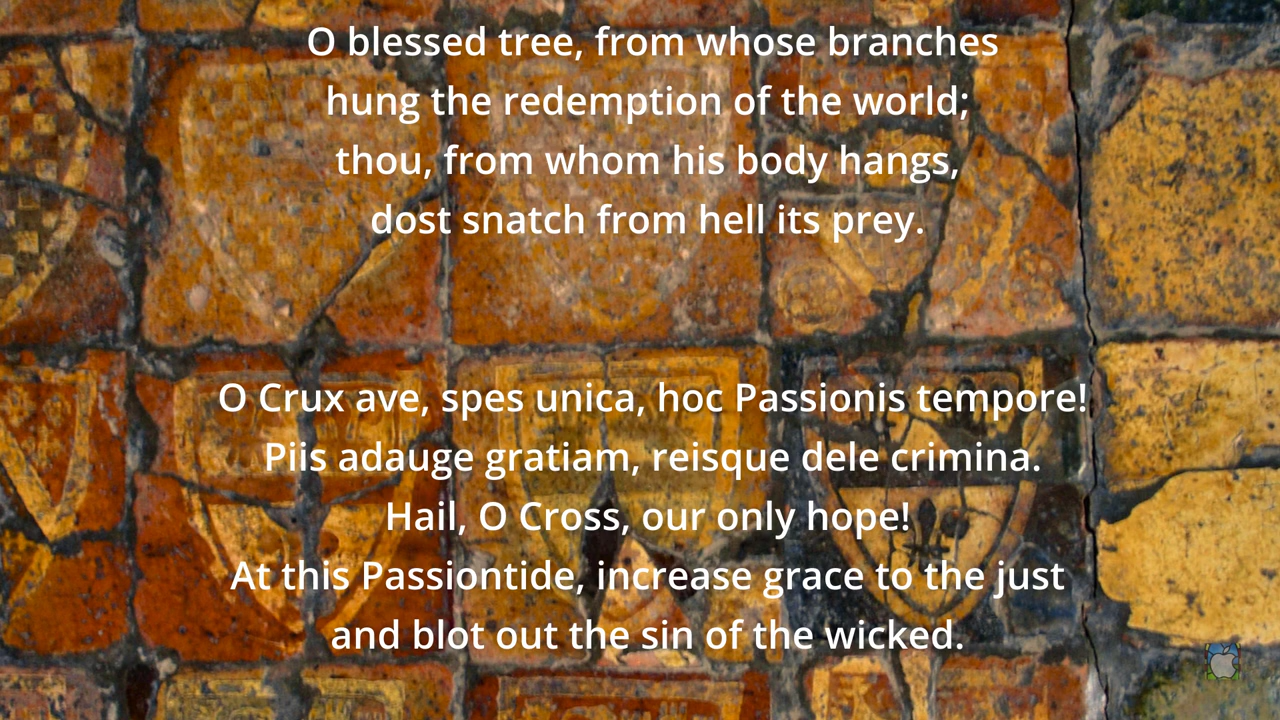 O blessed tree, from whose branches
hung the redemption of the world;
thou, from whom his body hangs,
dost snatch from hell its prey.
O Crux ave, spes unica, hoc Passionis tempore!
Piis adauge gratiam, reisque dele crimina.
Hail, O Cross, our only hope!
At this Passiontide, increase grace to the just
and blot out the sin of the wicked.